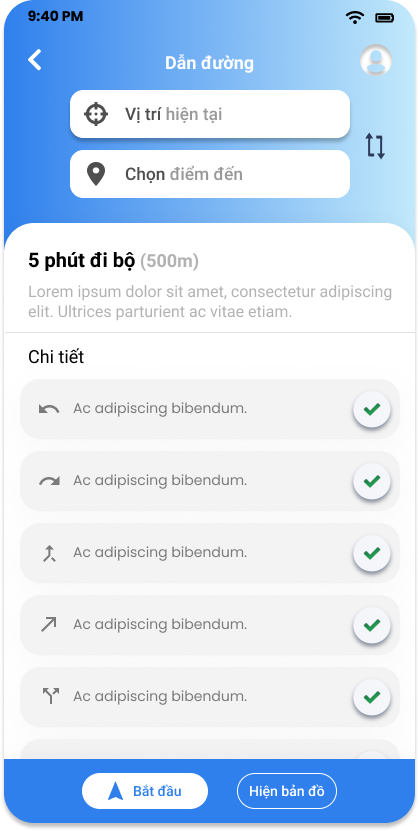 9:40 PM
Dẫn đường
Vị trí hiện tại
Chọn điểm đến
5 phút đi bộ (500m)
Lorem ipsum dolor sit amet, consectetur adipiscing
elit. Ultrices parturient ac vitae etiam.
Chi tiết
Ac adipiscing bibendum.
Ac adipiscing bibendum.
Ac adipiscing bibendum.
Ac adipiscing bibendum.
Ac adipiscing bibendum.
Bắt đầu
Hiện bản đồ